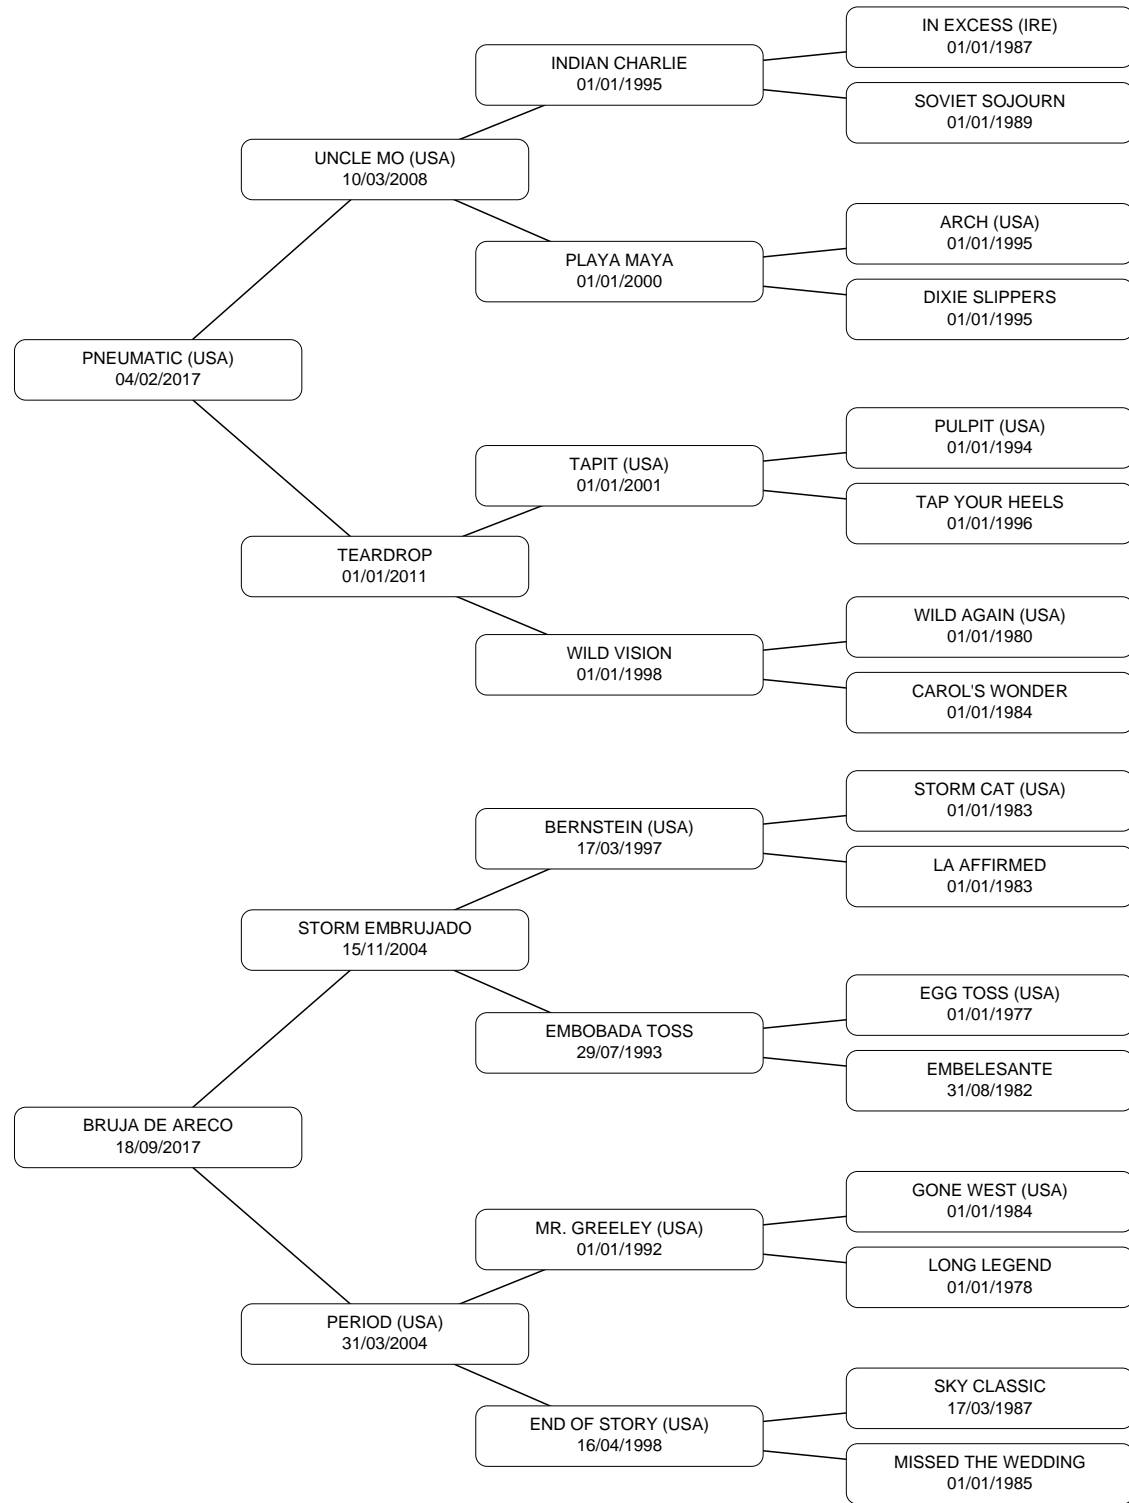 IN EXCESS (IRE)
01/01/1987
INDIAN CHARLIE
01/01/1995
SOVIET SOJOURN
01/01/1989
UNCLE MO (USA)
10/03/2008
ARCH (USA)
01/01/1995
PLAYA MAYA
01/01/2000
DIXIE SLIPPERS
01/01/1995
PNEUMATIC (USA)
04/02/2017
PULPIT (USA)
01/01/1994
TAPIT (USA)
01/01/2001
TAP YOUR HEELS
01/01/1996
TEARDROP
01/01/2011
WILD AGAIN (USA)
01/01/1980
WILD VISION
01/01/1998
CAROL'S WONDER
01/01/1984
STORM CAT (USA)
01/01/1983
BERNSTEIN (USA)
17/03/1997
LA AFFIRMED
01/01/1983
STORM EMBRUJADO
15/11/2004
EGG TOSS (USA)
01/01/1977
EMBOBADA TOSS
29/07/1993
EMBELESANTE
31/08/1982
BRUJA DE ARECO
18/09/2017
GONE WEST (USA)
01/01/1984
MR. GREELEY (USA)
01/01/1992
LONG LEGEND
01/01/1978
PERIOD (USA)
31/03/2004
SKY CLASSIC
17/03/1987
END OF STORY (USA)
16/04/1998
MISSED THE WEDDING
01/01/1985